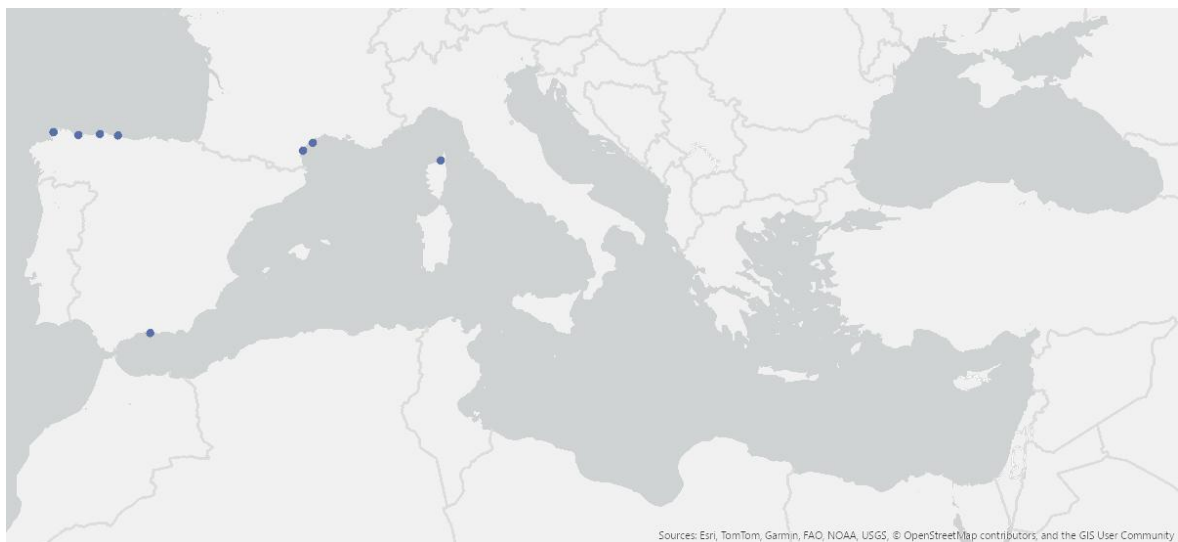 Sources: Esri, TomTom, Garmin, FAO, NOAA, USGS, © OpenStreetMap contributors, and the GIS User Community